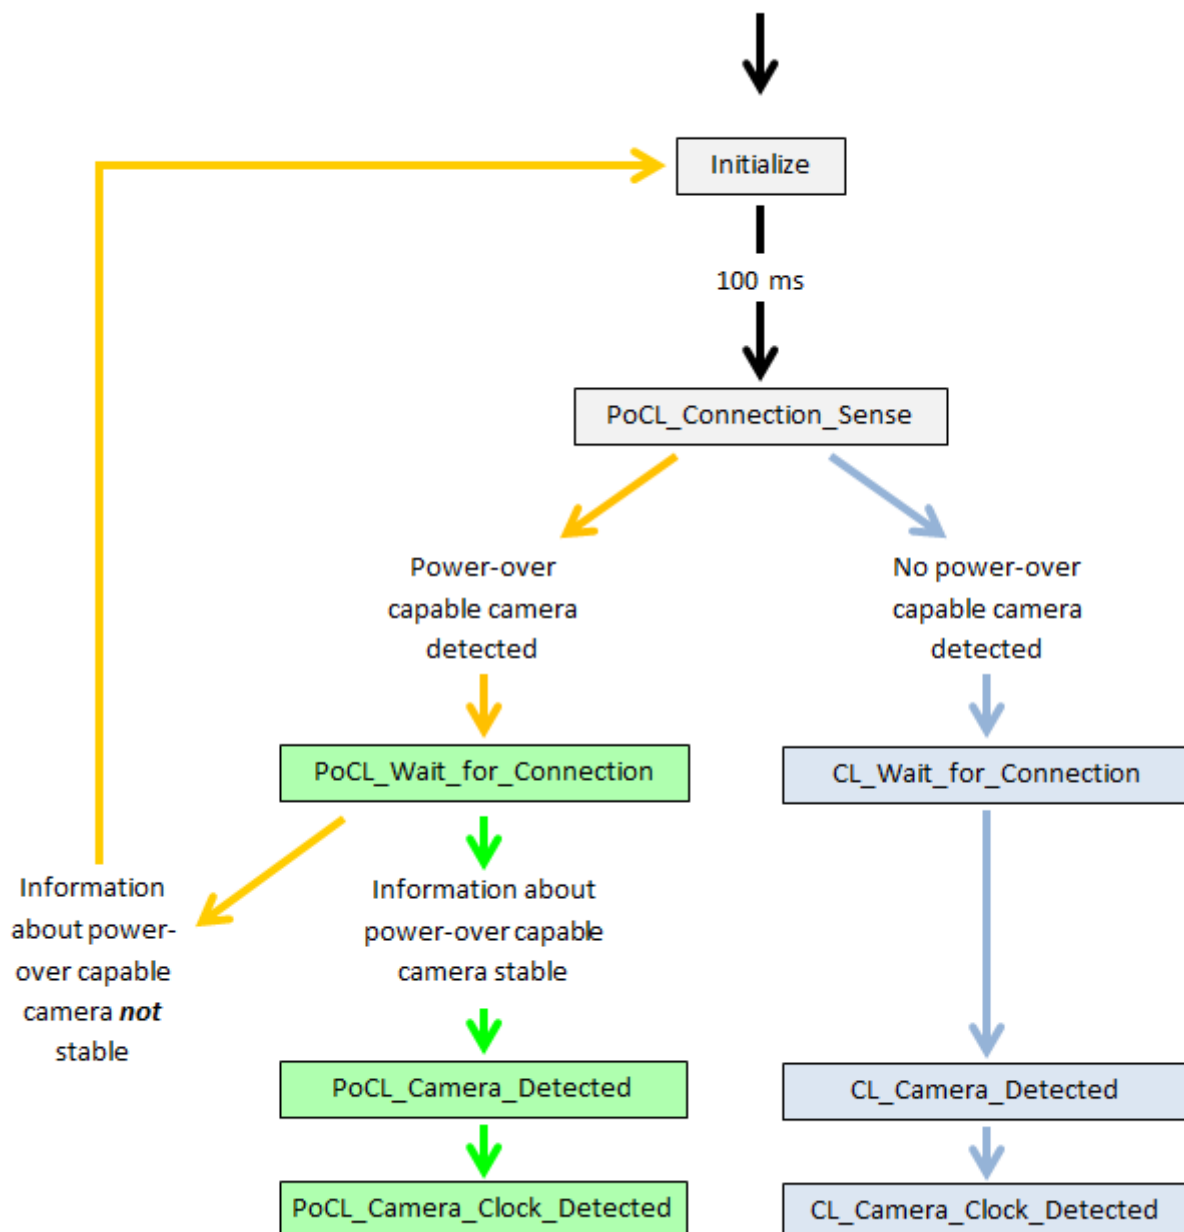 Initialize
100 ms
PoCL_Connection_Sense
Power-over
capable camera
detected
No power-over
capable camera
detected
PoCL_Wait_for_Connection
CL_Wait_for_Connection
Information
about power-
over capable
camera not
stable
Information about
power-over capable
camera stable
PoCL_Camera_Detected
CL_Camera_Detected
PoCL_Camera_Clock_Detected
CL_Camera_Clock_Detected